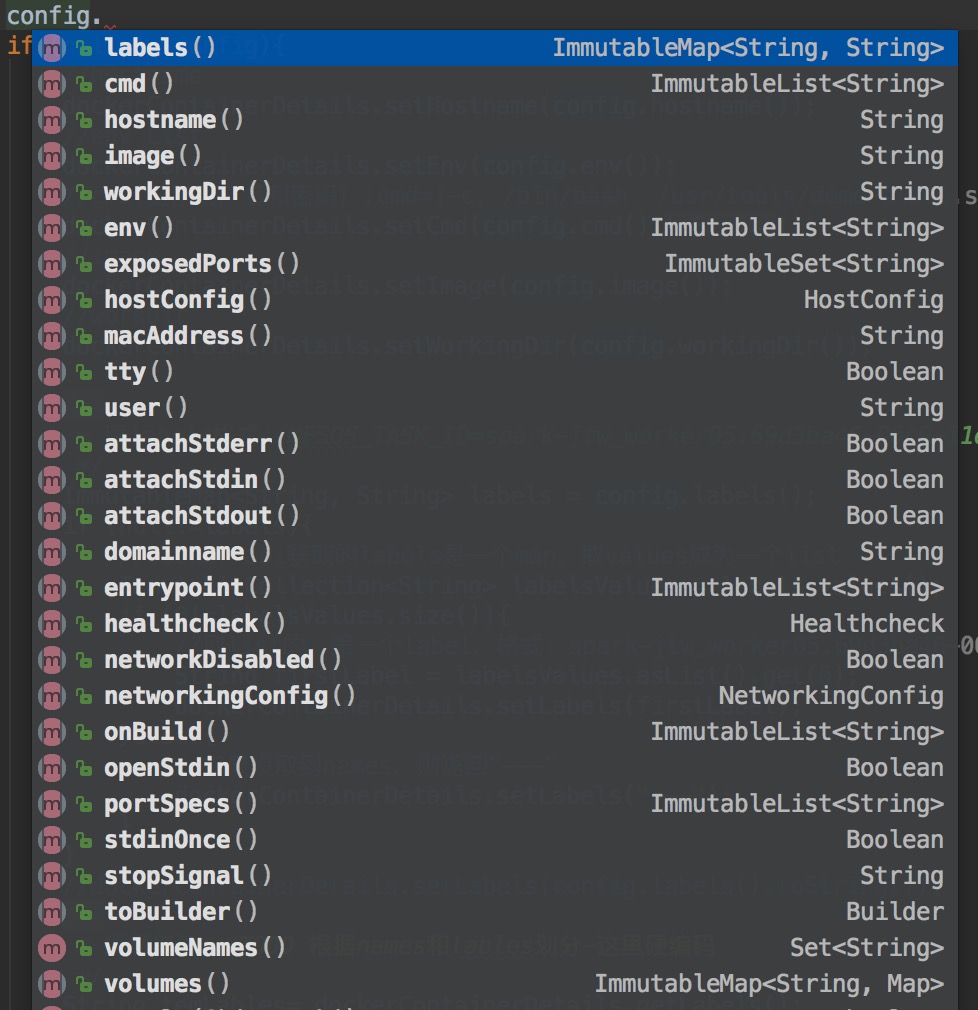 config.
if
labels() ImmutableMap<String, String>
cmd() ImmutableList<String>
hostname() String
image() String
workingDir() String
env() ImmutableList<String>
exposedPorts() ImmutableSet<String>
hostConfig() HostConfig
macAddress() String
tty() Boolean
user() String
attachStderr() Boolean
attachStdin() Boolean
attachStdout() Boolean
domainname() String
entrypoint() ImmutableList<String>
healthcheck() Healthcheck
networkDisabled() Boolean
networkingConfig() NetworkingConfig
onBuild() ImmutableList<String>
openStdin() Boolean
portSpecs() ImmutableList<String>
stdinOnce() Boolean
stopSignal() String
toBuilder() Builder
volumeNames() Set<String>
volumes() ImmutableMap<String, Map>